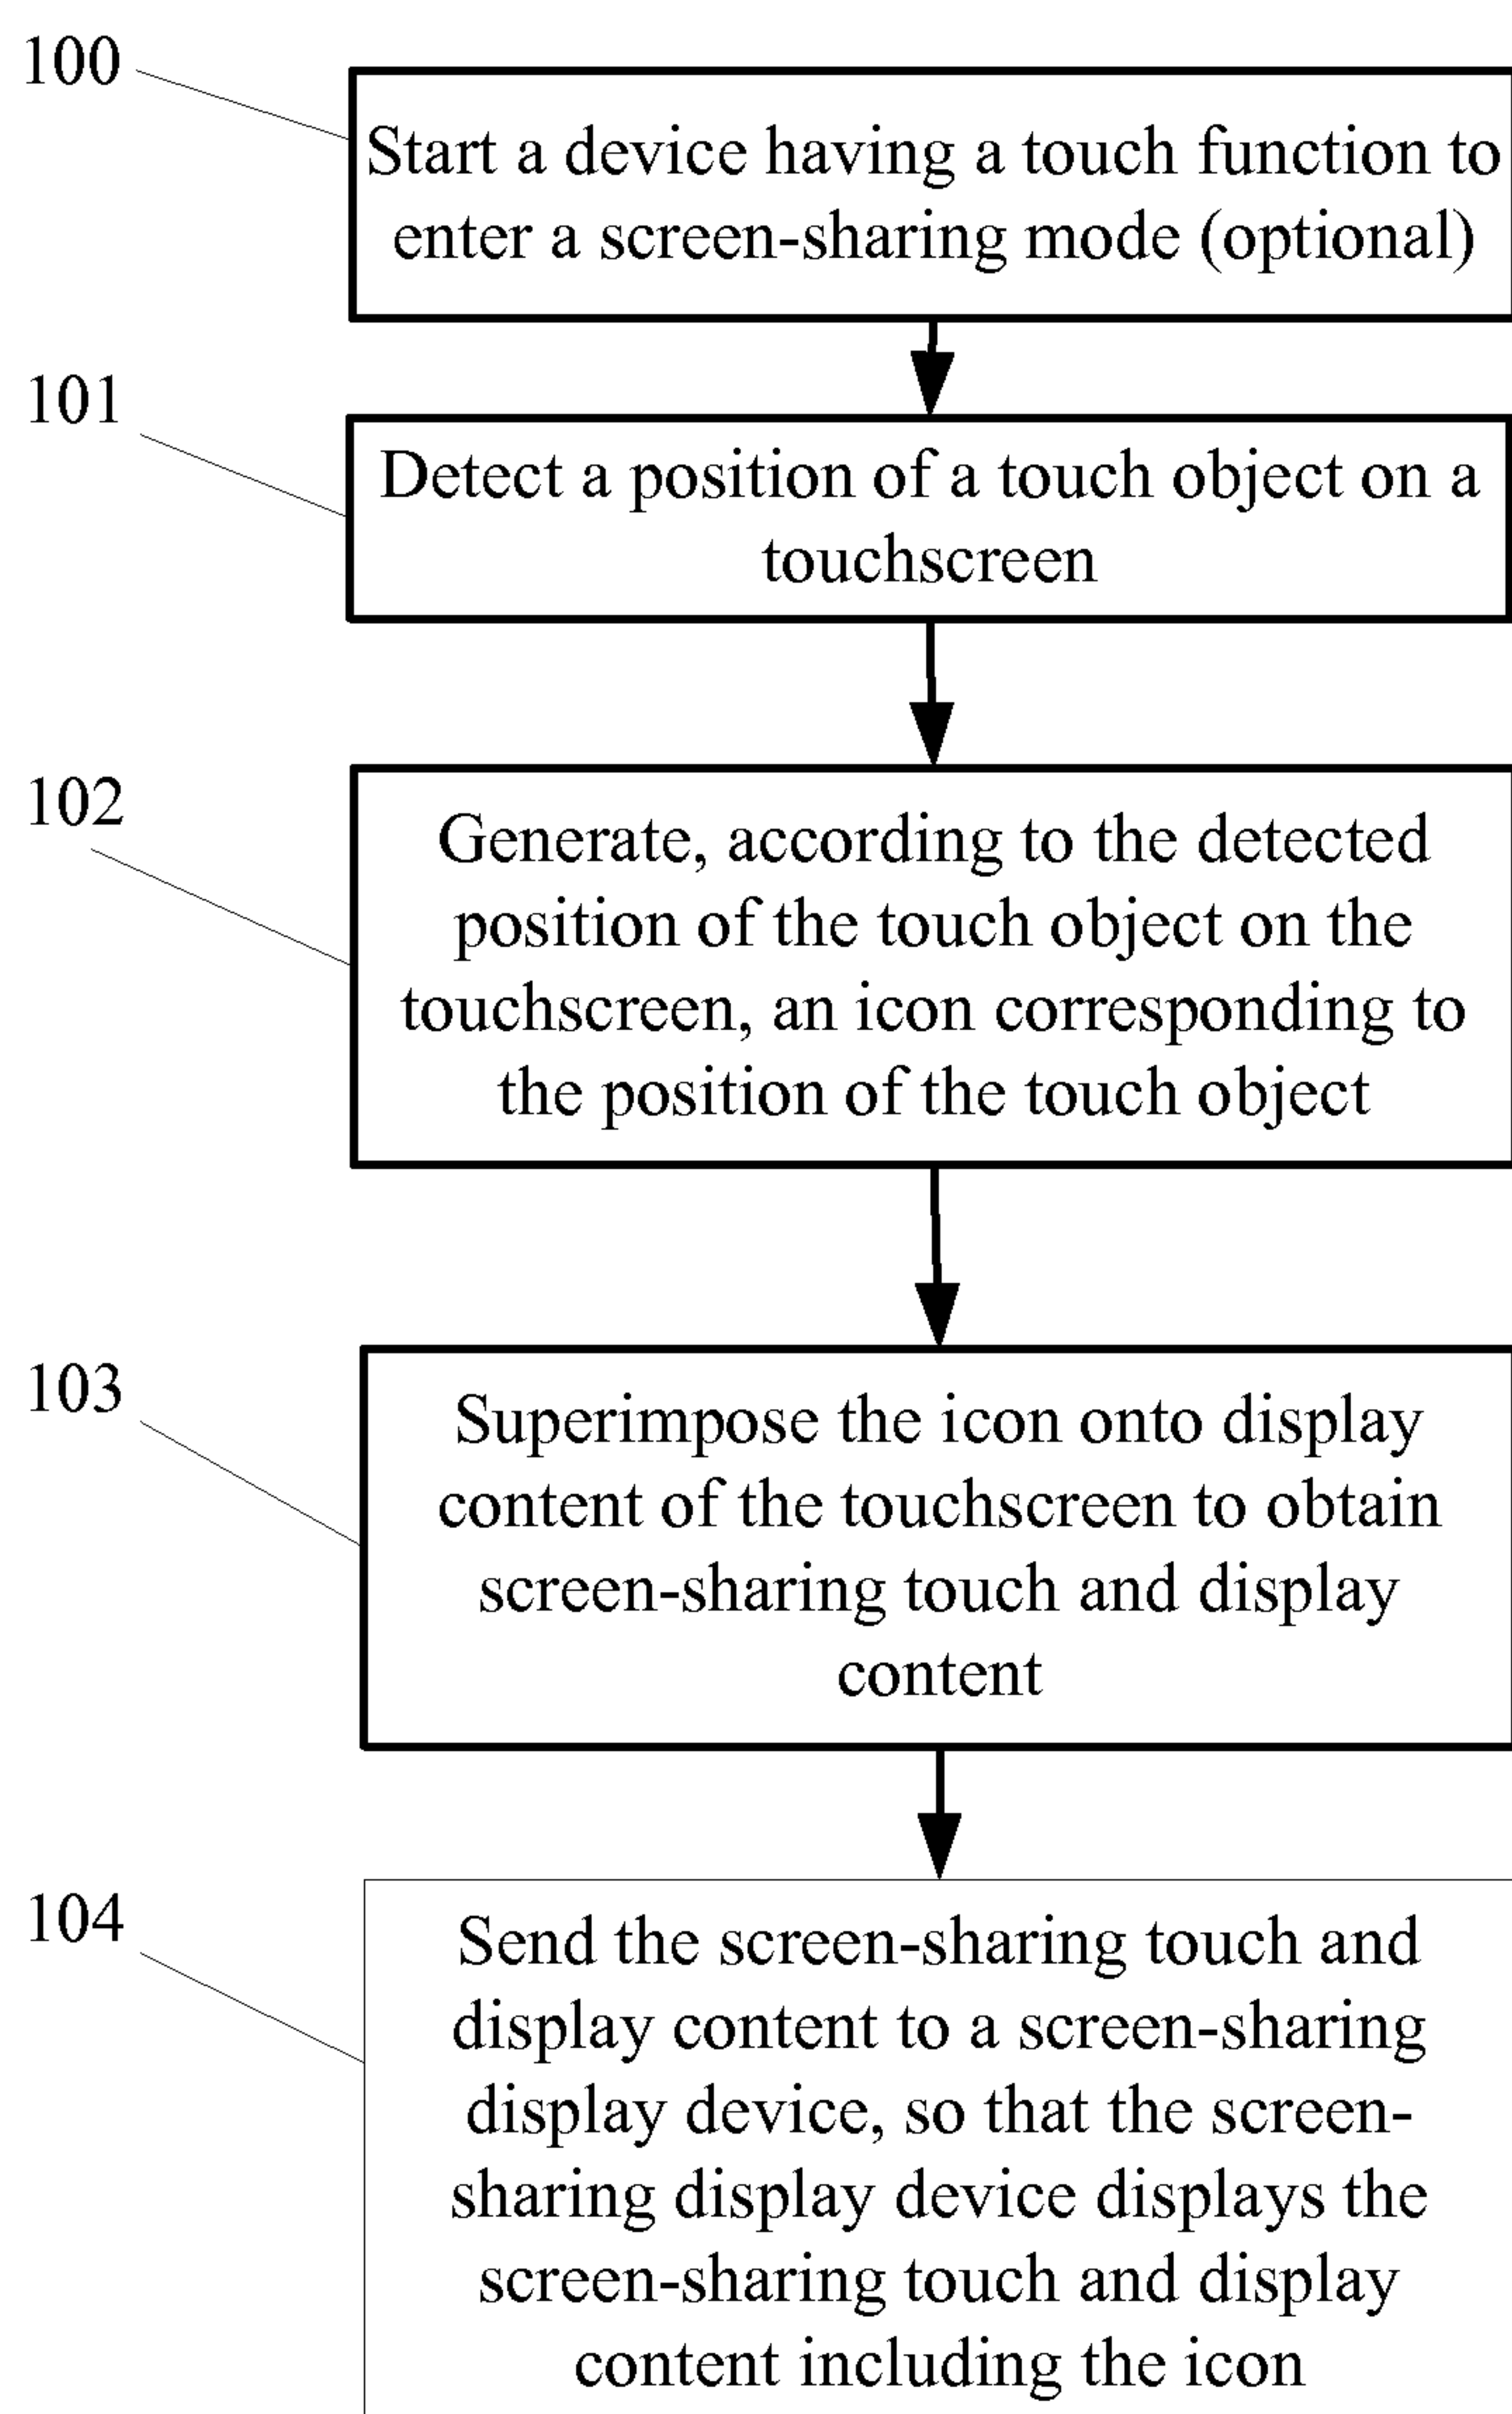 100
Start a device having a touch function to
enter a screen-sharing mode (optional)
101
Detect a position of a touch object on a
touchscreen
102
Generate, according to the detected
position of the touch object on the
touchscreen, an icon corresponding to
the position of the touch object
103
Superimpose the icon onto display
content of the touchscreen to obtain
screen-sharing touch and display
content
104
Send the screen-sharing touch and
display content to a screen-sharing
display device, so that the screen-
sharing display device displays the
screen-sharing touch and display
content including the icon